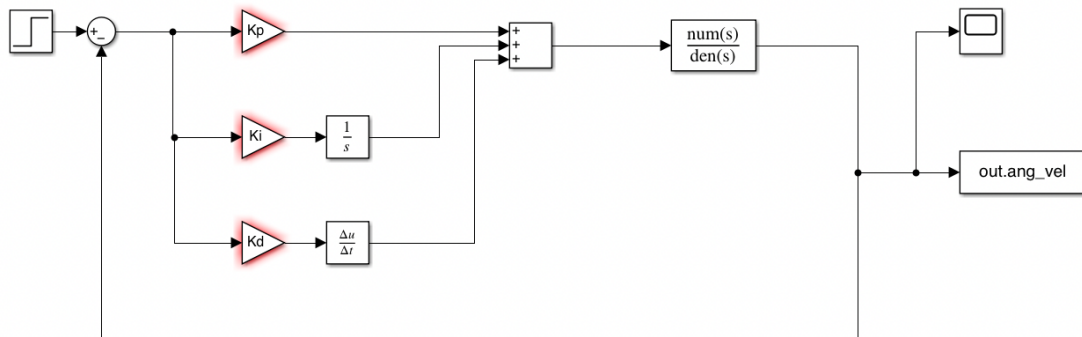 +
−
Kp
+
+
+
num(s)
den(s)
Ki
1
s
out.ang_vel
Kd
Δu
Δt